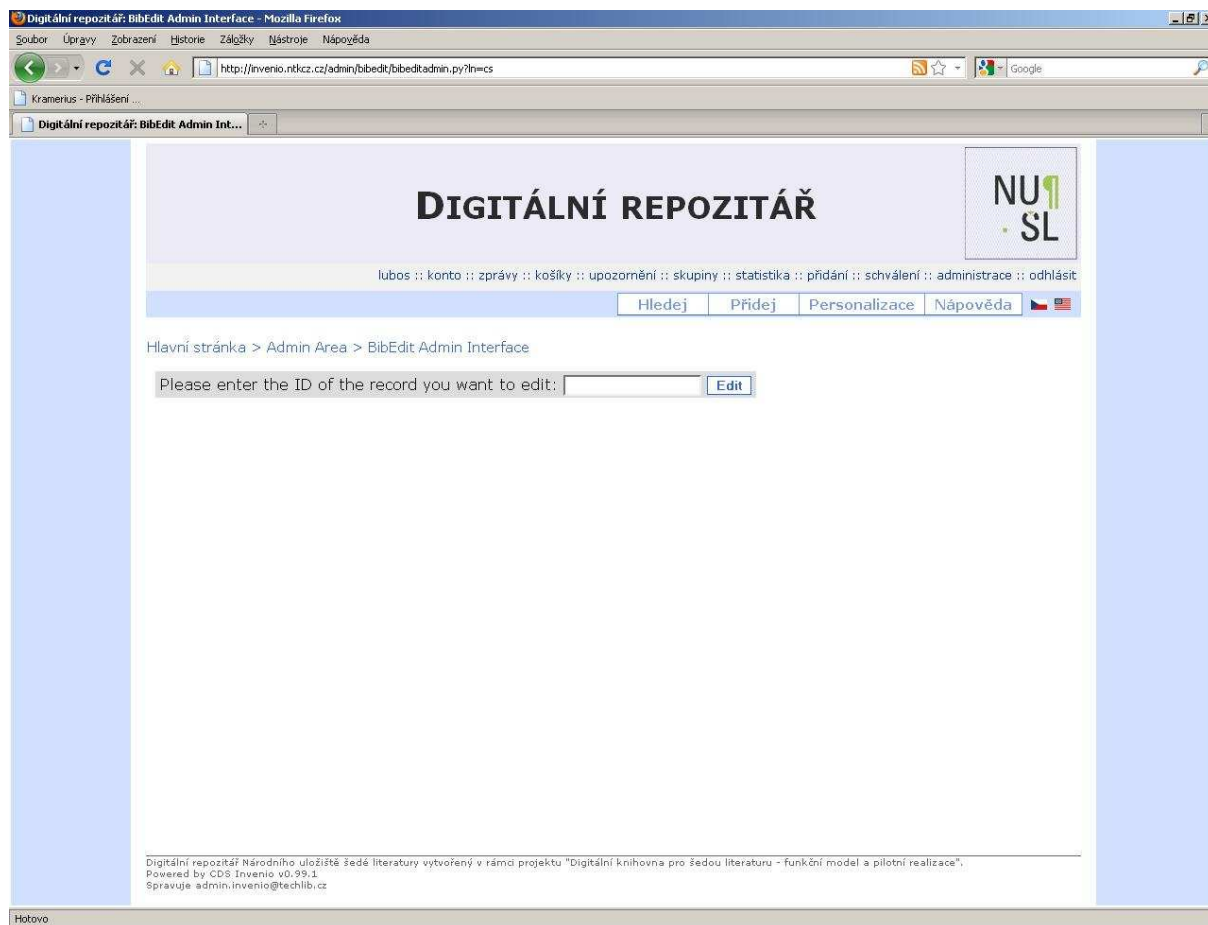 Digitální repozitář: BibEdit Admin Interface - Mozilla Firefox
Soubor Úpravy Zobrazení Historie Záložky Nástroje Nápověda
http://invenio.ntkcz.cz/admin/bibedit/bibeditadmin.py?ln=cs
Google
Kramerius - Přihlášení ...
Digitální repozitář: BibEdit Admin Int...
DIGITÁLNÍ REPOZITÁŘ
NU¶
ŠL
lubos :: konto :: zprávy :: košíky :: upozornění :: skupiny :: statistika :: přidání :: schválení :: administrace :: odhlásit
Hledej Přidej Personalizace Nápověda
Hlavní stránka > Admin Area > BibEdit Admin Interface
Please enter the ID of the record you want to edit: Edit
Digitální repozitář Národního uložiště šedé literatury vytvořený v rámci projektu "Digitální knihovna pro šedou literaturu - funkční model a pilotní realizace".
Powered by CDS Invenio v0.99.1
Spravuje admin.invenio@techlib.cz
Hotovo